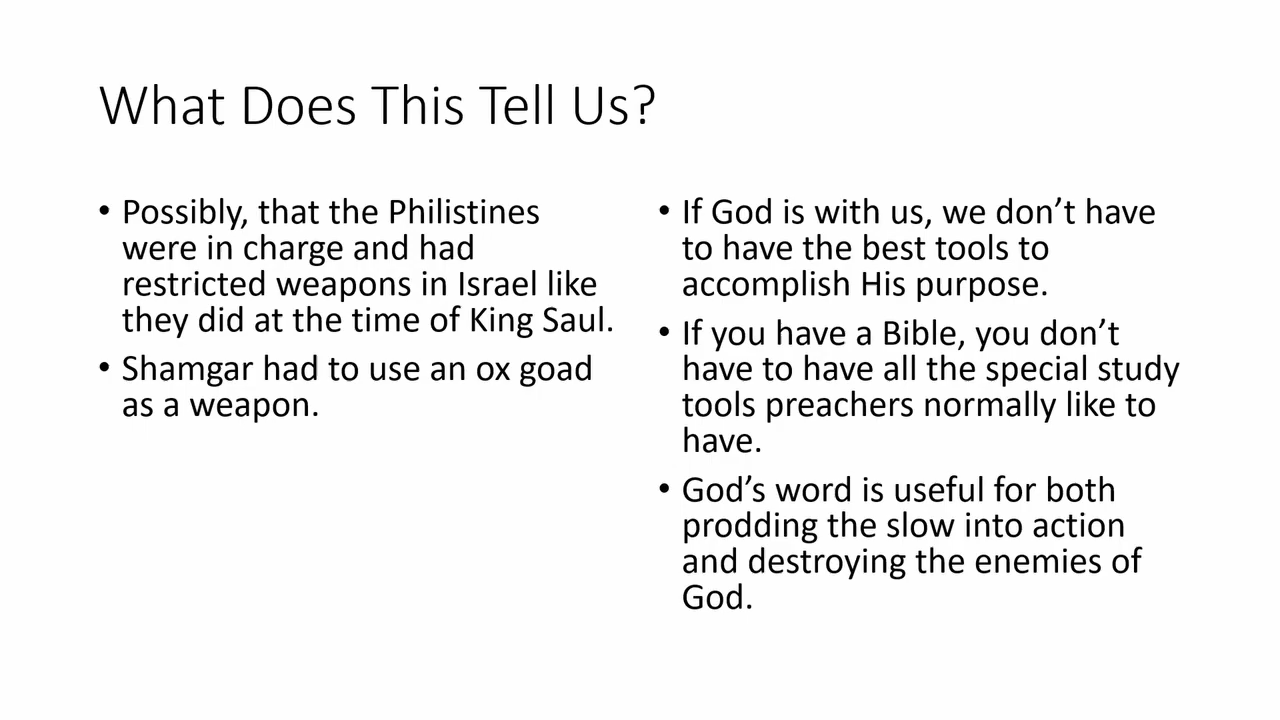 What Does This Tell Us?
• Possibly, that the Philistines
were in charge and had
restricted weapons in Israel like
they did at the time of King Saul.
• Shamgar had to use an ox goad
as a weapon.
• If God is with us, we don’t have
to have the best tools to
accomplish His purpose.
• If you have a Bible, you don’t
have to have all the special study
tools preachers normally like to
have.
• God’s word is useful for both
prodding the slow into action
and destroying the enemies of
God.